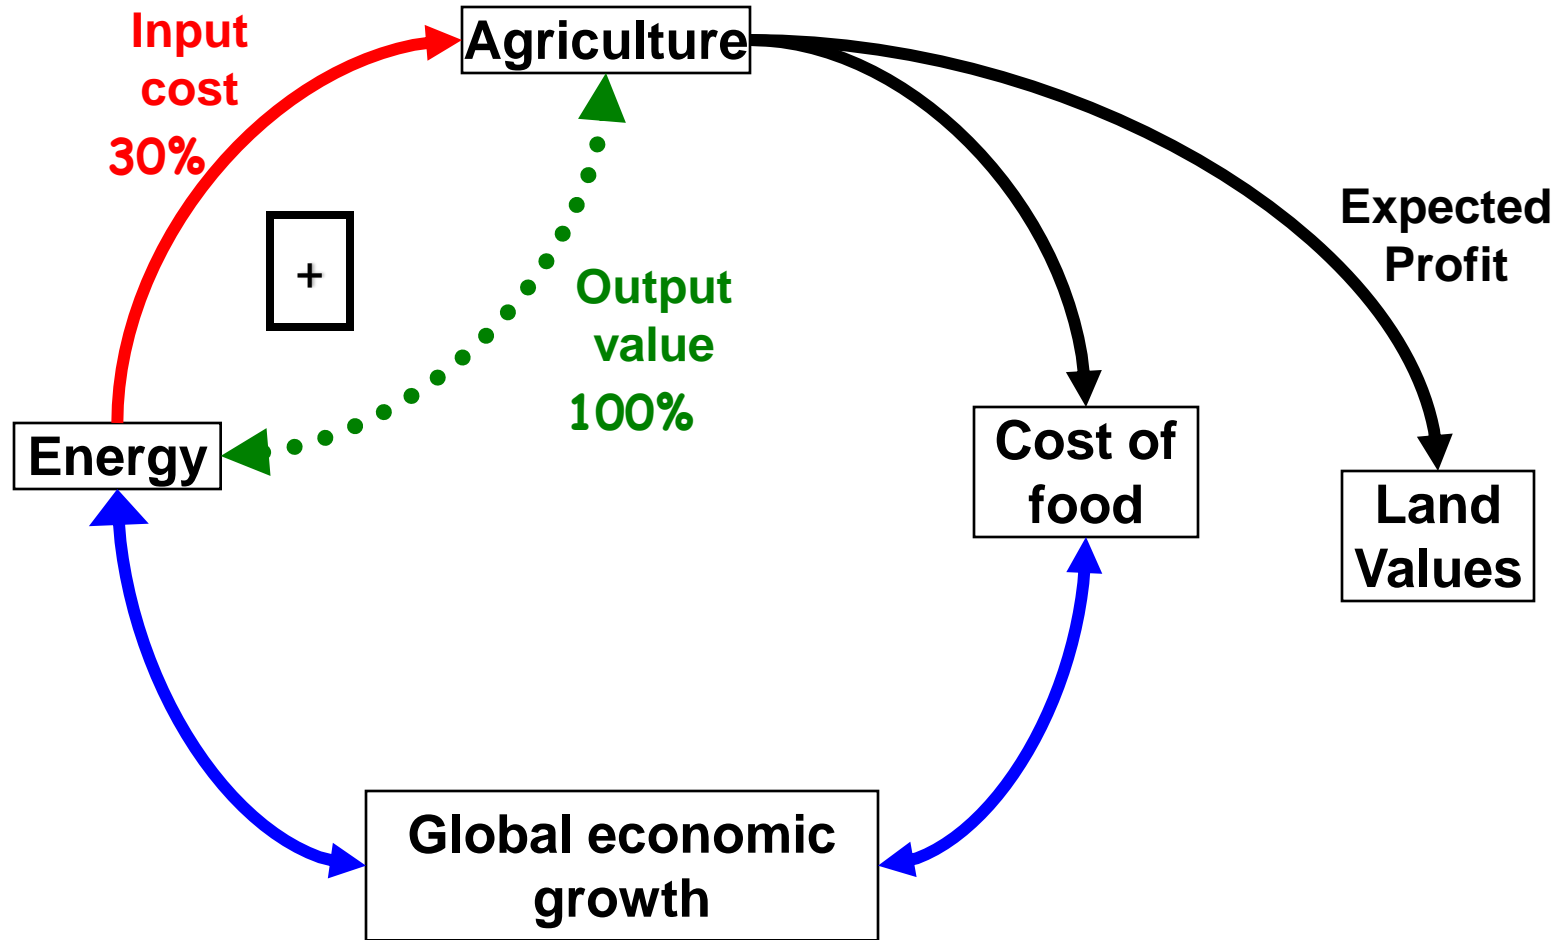 Input
cost
30%
Agriculture
+
Output
value
100%
Expected
Profit
Energy
Cost of
food
Land
Values
Global economic
growth